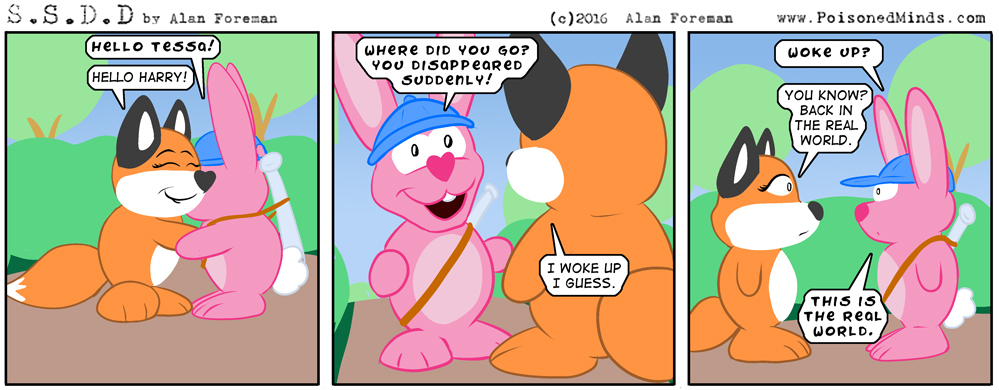 S.S.D.D by Alan Foreman (c)2016 Alan Foreman www.PoisonedMinds.com
HELLO TESSA!
HELLO HARRY!
WHERE DID YOU GO?
YOU DISAPPEARED
SUDDENLY!
I WOKE UP
I GUESS.
WOKE UP?
YOU KNOW?
BACK IN
THE REAL
WORLD.
THIS IS
THE REAL
WORLD.